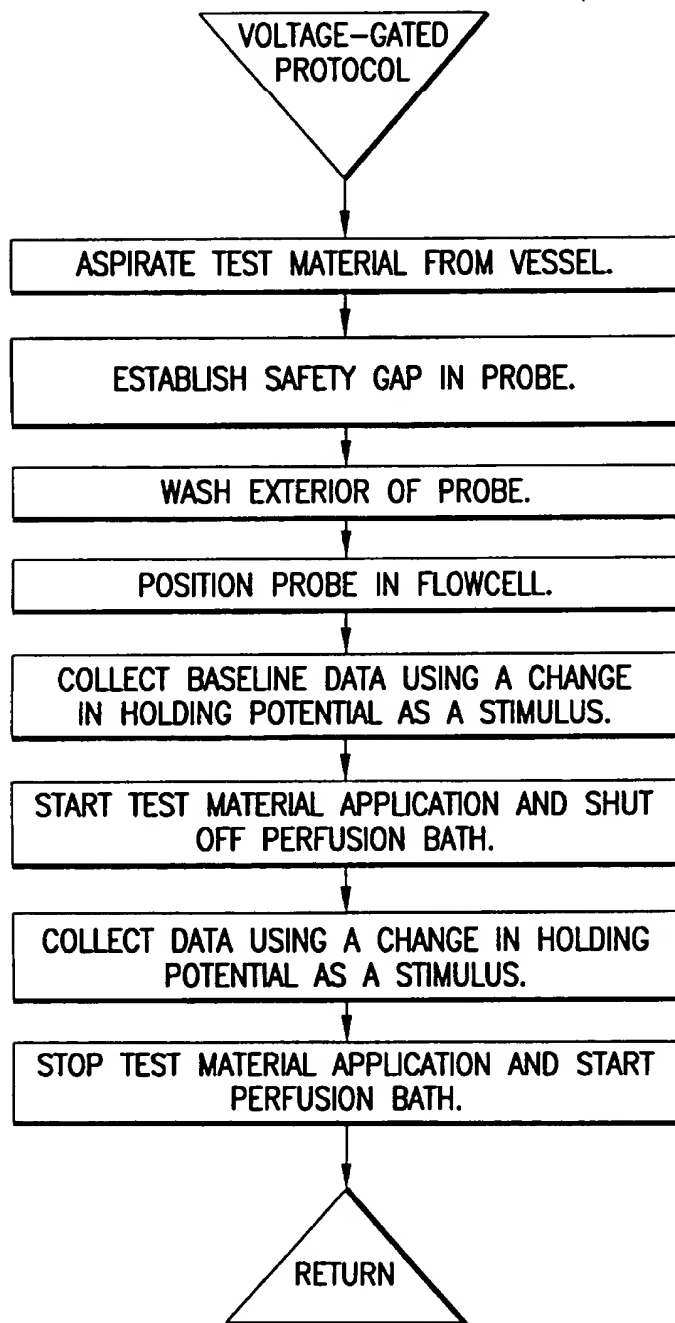 VOLTAGE-GATED
PROTOCOL
ASPIRATE TEST MATERIAL FROM VESSEL.
ESTABLISH SAFETY GAP IN PROBE.
WASH EXTERIOR OF PROBE.
POSITION PROBE IN FLOWCELL.
COLLECT BASELINE DATA USING A CHANGE
IN HOLDING POTENTIAL AS A STIMULUS.
START TEST MATERIAL APPLICATION AND SHUT
OFF PERFUSION BATH.
COLLECT DATA USING A CHANGE IN HOLDING
POTENTIAL AS A STIMULUS.
STOP TEST MATERIAL APPLICATION AND START
PERFUSION BATH.
RETURN